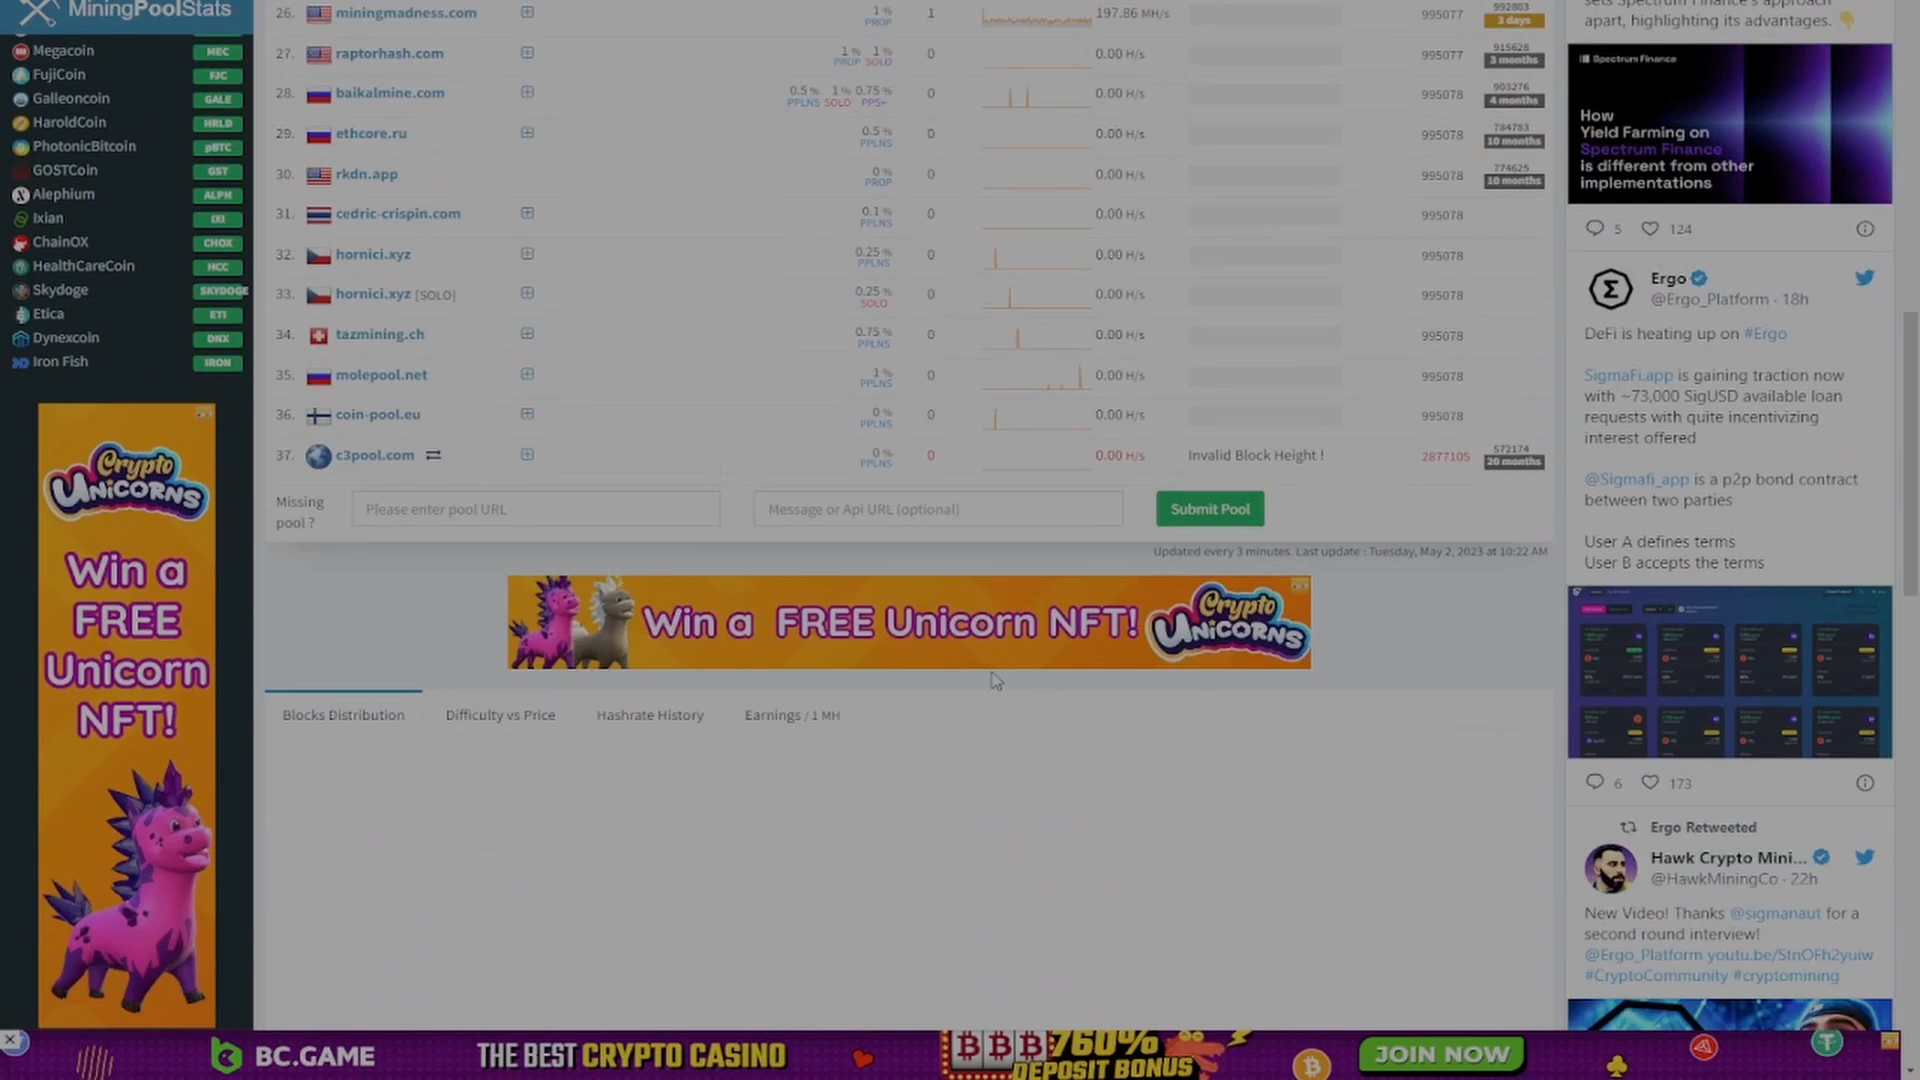 MiningPoolStats
Megacoin MEC
FujiCoin FJC
Galleoncoin GALE
HaroldCoin HRLD
PhotonicBitcoin pBTC
GOSTCoin GST
Alephium ALPH
Ixian IXI
ChainOX CHOX
HealthCareCoin HCC
Skydoge SKYDOGE
Etica ETI
Dynexcoin DNX
Iron Fish IRON
Crypto
Unicorns
Win a
FREE
Unicorn
NFT!
26. miningmadness.com 1 % PROP 1 197.86 MH/s 995077 992803 3 days
27. raptorhash.com 1 % PROP 1 % SOLO 0 0.00 H/s 995077 915628 3 months
28. baikalmine.com 0.5 % PPLNS 1 % SOLO 0.75 % PPS+ 0 0.00 H/s 995078 903276 4 months
29. ethcore.ru 0.5 % PPLNS 0 0.00 H/s 995078 784783 10 months
30. rkdn.app 0 % PROP 0 0.00 H/s 995078 774625 10 months
31. cedric-crispin.com 0.1 % PPLNS 0 0.00 H/s 995078
32. hornici.xyz 0.25 % PPLNS 0 0.00 H/s 995078
33. hornici.xyz [SOLO] 0.25 % SOLO 0 0.00 H/s 995078
34. tazmining.ch 0.75 % PPLNS 0 0.00 H/s 995078
35. molepool.net 1 % PPLNS 0 0.00 H/s 995078
36. coin-pool.eu 0 % PPLNS 0 0.00 H/s 995078
37. c3pool.com 0 % PPLNS 0 0.00 H/s Invalid Block Height ! 2877105 572174 20 months
Missing
pool ?
Please enter pool URL
Message or Api URL (optional)
Submit Pool
Updated every 3 minutes. Last update : Tuesday, May 2, 2023 at 10:22 AM
Win a FREE Unicorn NFT!
Crypto
Unicorns
Blocks Distribution Difficulty vs Price Hashrate History Earnings / 1 MH
sets Spectrum Finance's approach
apart, highlighting its advantages.
Spectrum Finance
How
Yield Farming on
Spectrum Finance
is different from other
implementations
5 124
Ergo
@Ergo_Platform · 18h
DeFi is heating up on #Ergo
SigmaFi.app is gaining traction now
with ~73,000 SigUSD available loan
requests with quite incentivizing
interest offered
@Sigmafi_app is a p2p bond contract
between two parties
User A defines terms
User B accepts the terms
6 173
Ergo Retweeted
Hawk Crypto Mini...
@HawkMiningCo · 22h
New Video! Thanks @sigmanaut for a
second round interview!
@Ergo_Platform youtu.be/StnOFh2yuiw
#CryptoCommunity #cryptomining
BC.GAME
THE BEST CRYPTO CASINO
760%
DEPOSIT BONUS
JOIN NOW